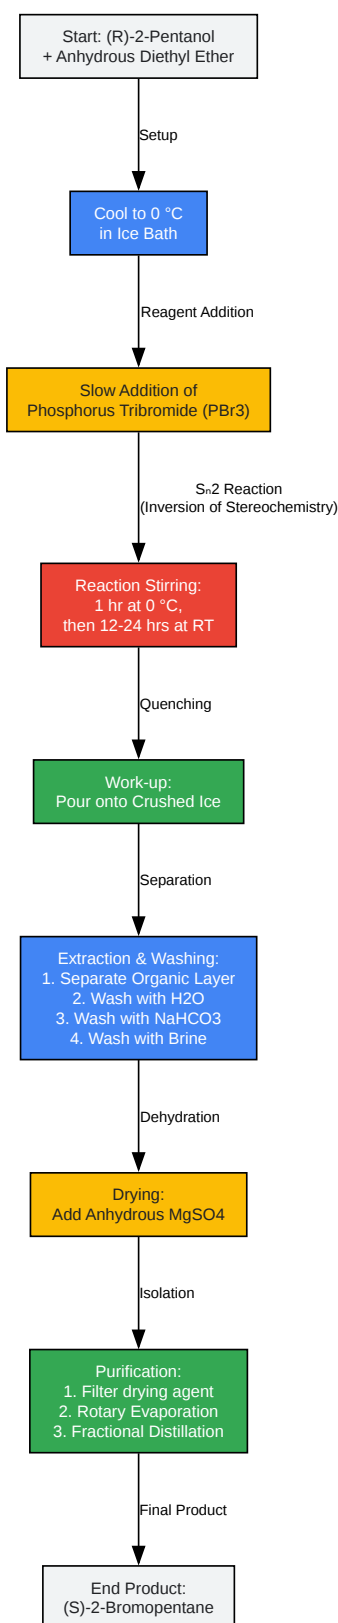 Start: (R)-2-Pentanol
+ Anhydrous Diethyl Ether
Setup
Cool to 0 °C
in Ice Bath
Reagent Addition
Slow Addition of
Phosphorus Tribromide (PBr3)
Sₙ2 Reaction
(Inversion of Stereochemistry)
Reaction Stirring:
1 hr at 0 °C,
then 12-24 hrs at RT
Quenching
Work-up:
Pour onto Crushed Ice
Separation
Extraction & Washing:
1. Separate Organic Layer
2. Wash with H2O
3. Wash with NaHCO3
4. Wash with Brine
Dehydration
Drying:
Add Anhydrous MgSO4
Isolation
Purification:
1. Filter drying agent
2. Rotary Evaporation
3. Fractional Distillation
Final Product
End Product:
(S)-2-Bromopentane